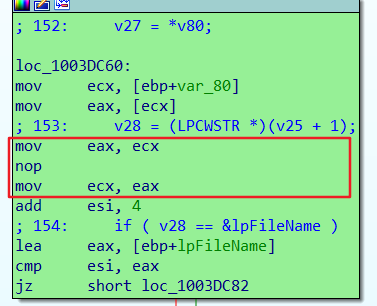 ; 152:     v27 = *v80;
loc_1003DC60:
mov     ecx, [ebp+var_80]
mov     eax, [ecx]
; 153:     v28 = (LPCWSTR *)(v25 + 1);
mov     eax, ecx
nop
mov     ecx, eax
add     esi, 4
; 154:     if ( v28 == &lpFileName )
lea     eax, [ebp+lpFileName]
cmp     esi, eax
jz      short loc_1003DC82